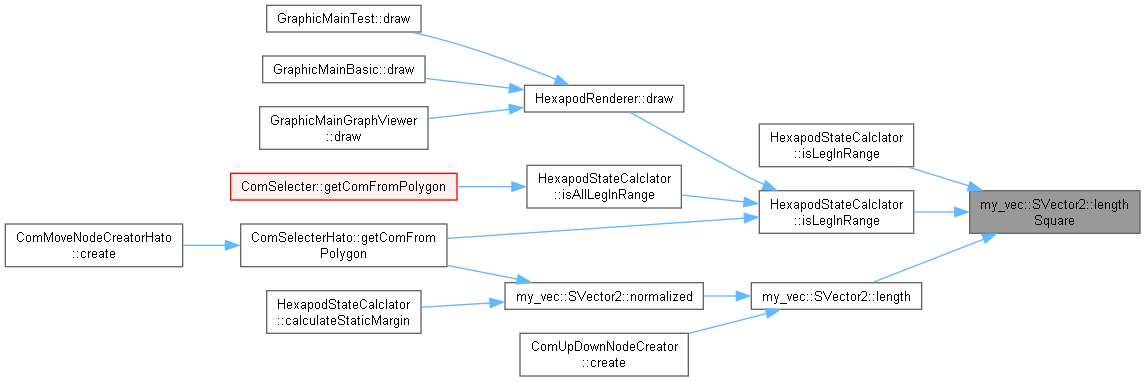 GraphicMainTest::draw
GraphicMainBasic::draw
GraphicMainGraphViewer
::draw
HexapodRenderer::draw
HexapodStateCalclator
::isLegInRange
ComSelecter::getComFromPolygon
HexapodStateCalclator
::isAllLegInRange
HexapodStateCalclator
::isLegInRange
my_vec::SVector2::length
Square
ComMoveNodeCreatorHato
::create
ComSelecterHato::getComFrom
Polygon
HexapodStateCalclator
::calculateStaticMargin
my_vec::SVector2::normalized
my_vec::SVector2::length
ComUpDownNodeCreator
::create